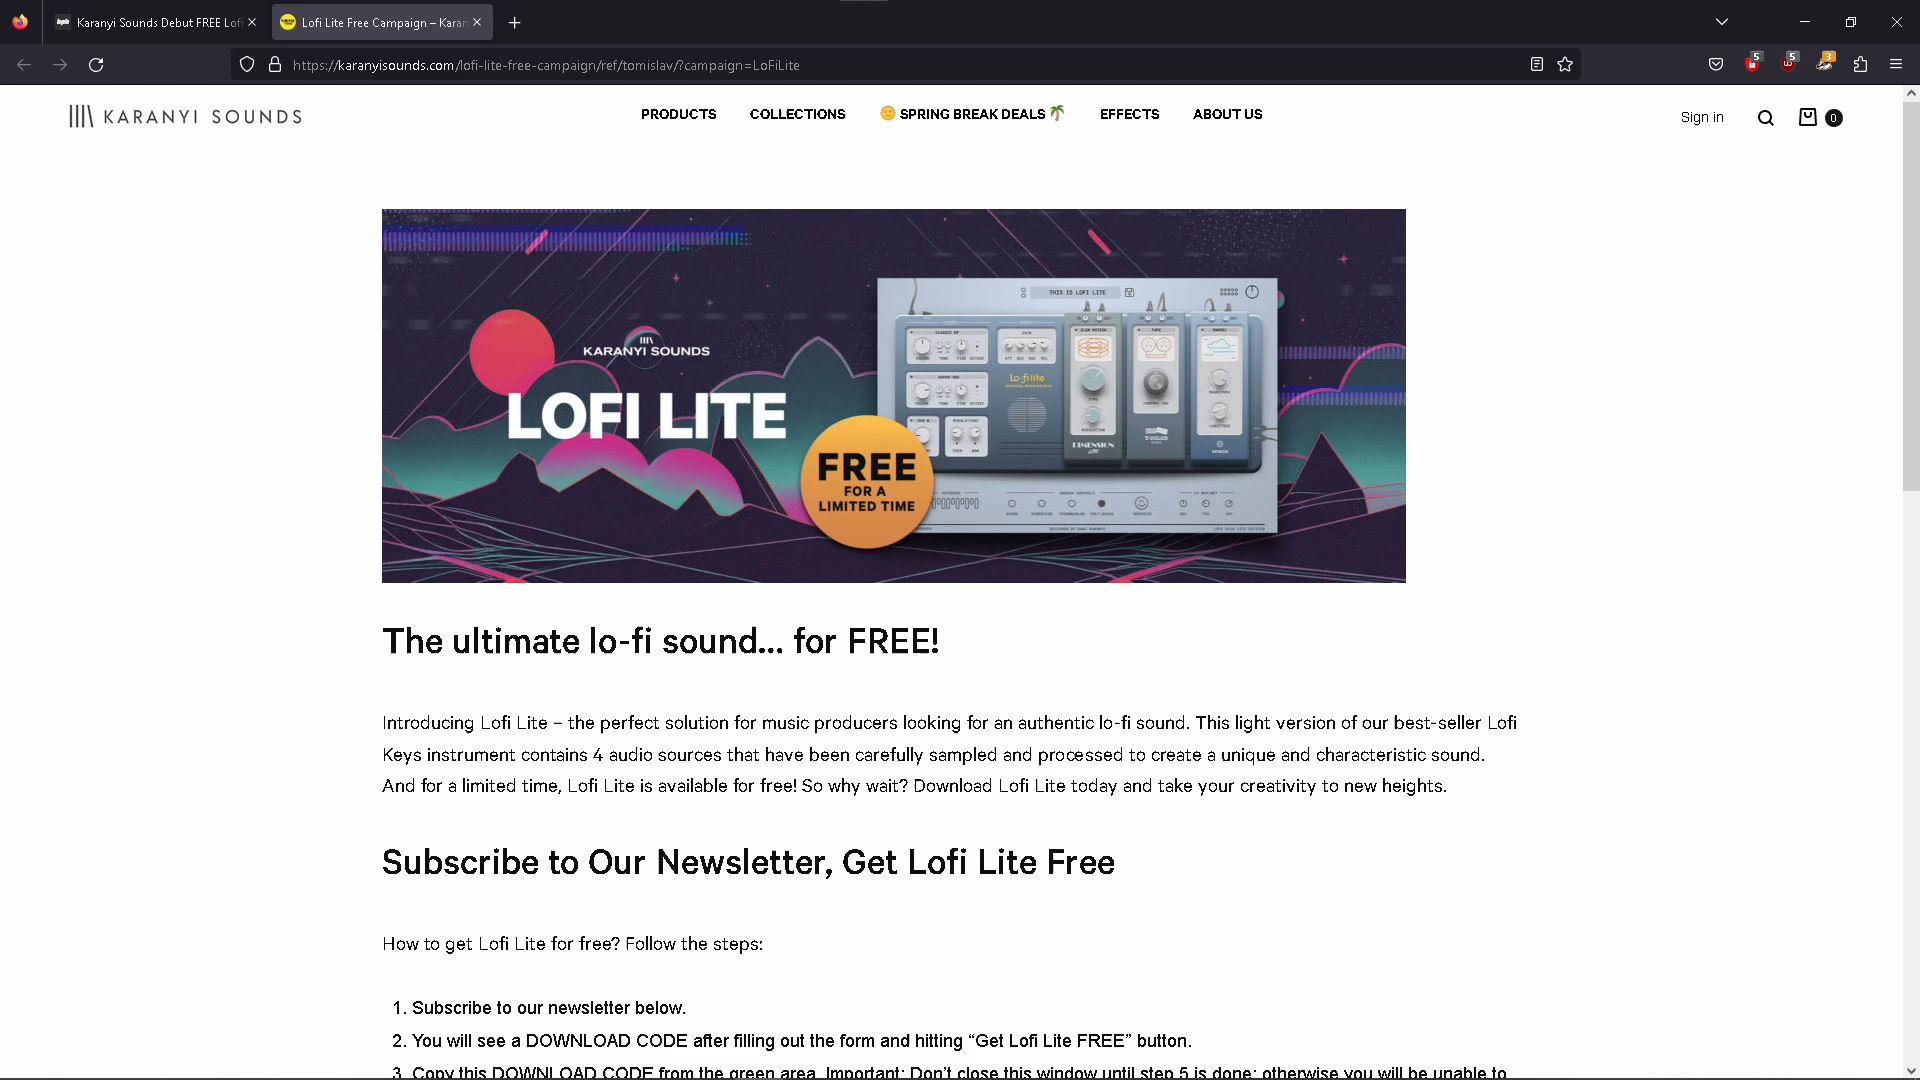 Karanyi Sounds Debut FREE Lofi
Lofi Lite Free Campaign – Karan
https://karanyisounds.com/lofi-lite-free-campaign/ref/tomislav/?campaign=LoFiLite
5
5
3
KARANYI SOUNDS
PRODUCTS
COLLECTIONS
🌞 SPRING BREAK DEALS 🌴
EFFECTS
ABOUT US
Sign in
0
THIS IS LOFI LITE
KARANYI SOUNDS
LOFI LITE
Lo-fi lite
TAPE
DIMENSION
LITE
SPACE
FREE
FOR A
LIMITED TIME
The ultimate lo-fi sound... for FREE!
Introducing Lofi Lite – the perfect solution for music producers looking for an authentic lo-fi sound. This light version of our best-seller Lofi
Keys instrument contains 4 audio sources that have been carefully sampled and processed to create a unique and characteristic sound.
And for a limited time, Lofi Lite is available for free! So why wait? Download Lofi Lite today and take your creativity to new heights.
Subscribe to Our Newsletter, Get Lofi Lite Free
How to get Lofi Lite for free? Follow the steps:
1. Subscribe to our newsletter below.
2. You will see a DOWNLOAD CODE after filling out the form and hitting “Get Lofi Lite FREE” button.
3. Copy this DOWNLOAD CODE from the green area. Important: Don't close this window until step 5 is done; otherwise you will be unable to